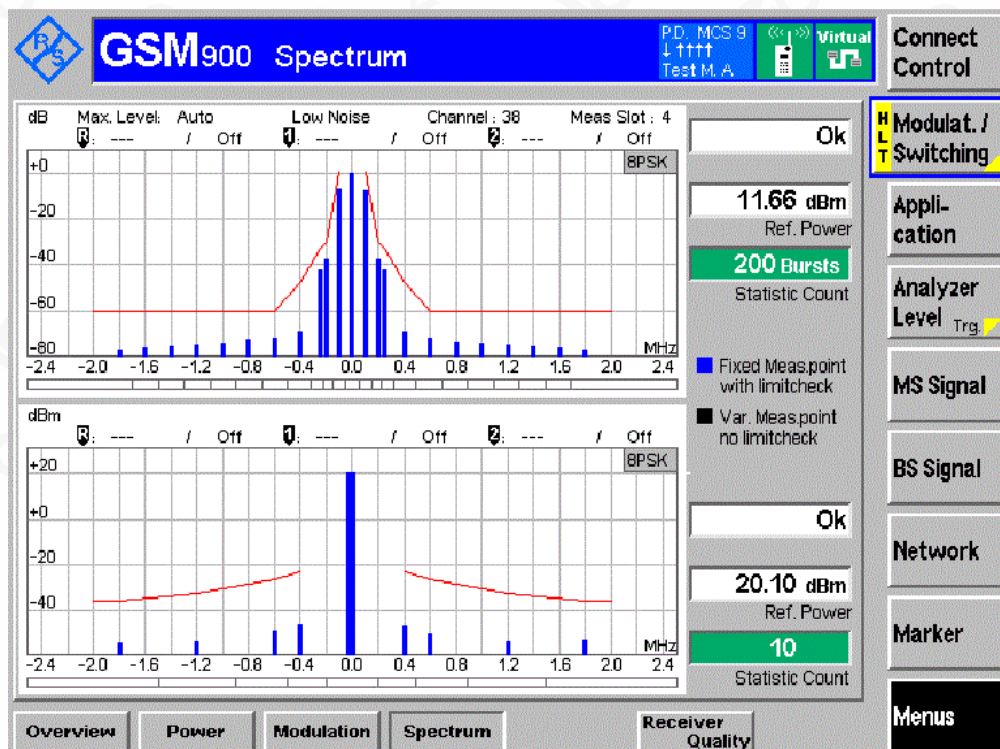 R&S
GSM900 Spectrum
P.D. MCS 9
↓ ↑↑↑↑
Test M. A.
Virtual
Connect Control
dB Max. Level: Auto Low Noise Channel : 38 Meas Slot : 4
R: --- / Off 1: --- / Off 2: --- / Off
8PSK
+0
-20
-40
-60
-80
MHz
-2.4 -2.0 -1.6 -1.2 -0.8 -0.4 0.0 0.4 0.8 1.2 1.6 2.0 2.4
Ok
11.66 dBm
Ref. Power
200 Bursts
Statistic Count
Fixed Meas.point
with limitcheck
Var. Meas.point
no limitcheck
dBm
R: --- / Off 1: --- / Off 2: --- / Off
8PSK
+20
+0
-20
-40
MHz
-2.4 -2.0 -1.6 -1.2 -0.8 -0.4 0.0 0.4 0.8 1.2 1.6 2.0 2.4
Ok
20.10 dBm
Ref. Power
10
Statistic Count
HLT
Modulat. /
Switching
Appli-
cation
Analyzer
Level Trg.
MS Signal
BS Signal
Network
Marker
Menus
Overview
Power
Modulation
Spectrum
Receiver
Quality